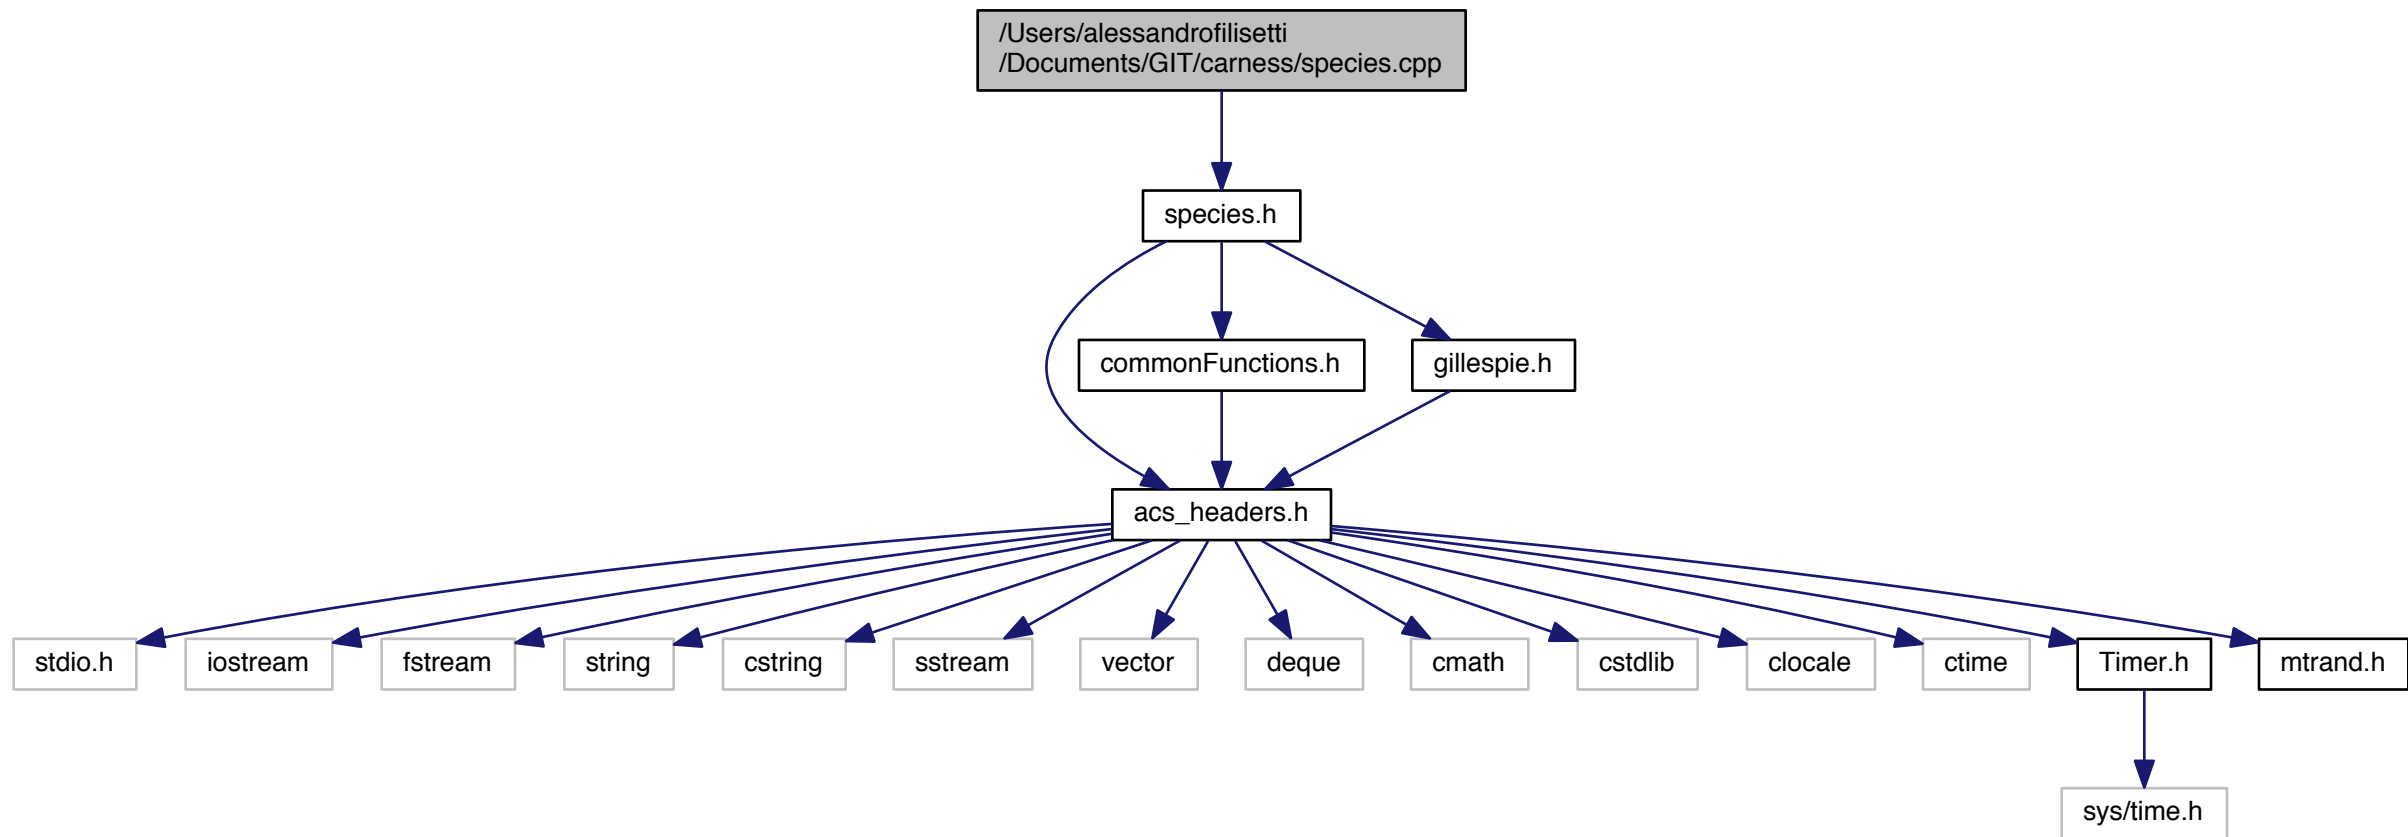 /Users/alessandrofilisetti
/Documents/GIT/carness/species.cpp
species.h
commonFunctions.h
gillespie.h
acs_headers.h
stdio.h
iostream
fstream
string
cstring
sstream
vector
deque
cmath
cstdlib
clocale
ctime
Timer.h
mtrand.h
sys/time.h